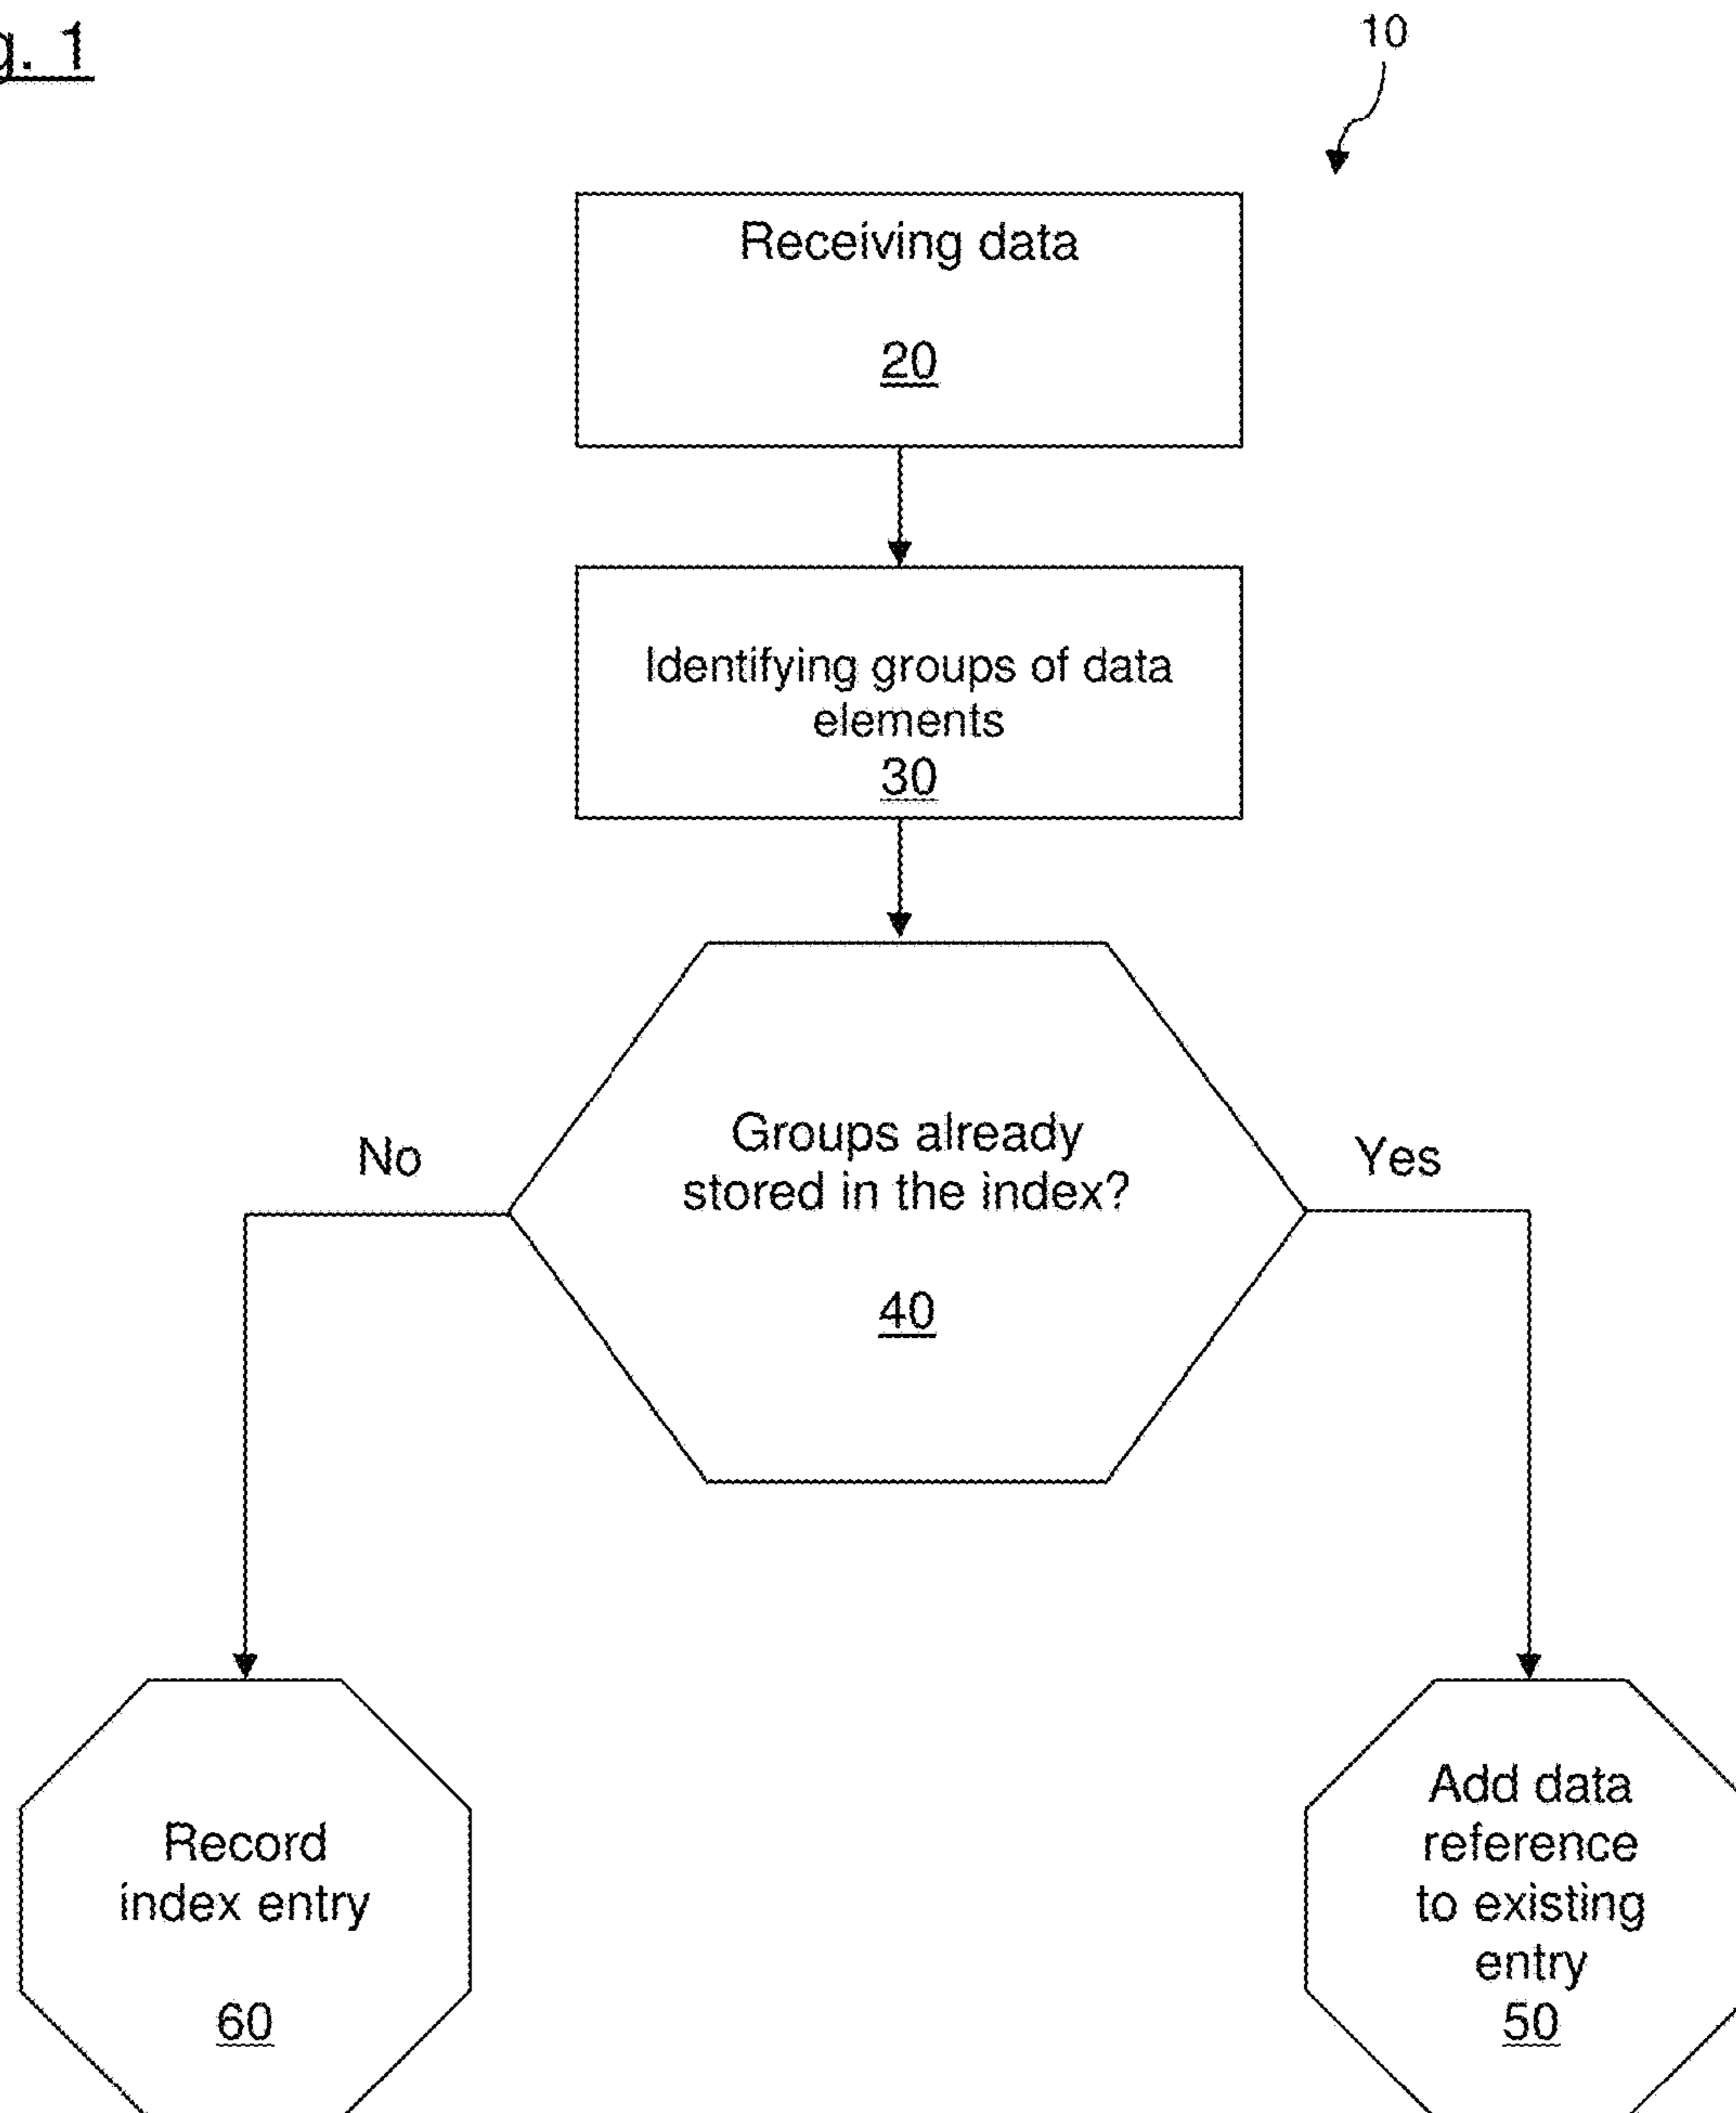 g. 1
10
Receiving data
20
Identifying groups of data
elements
30
Groups already
stored in the index?
40
No
Yes
Record
index entry
60
Add data
reference
to existing
entry
50